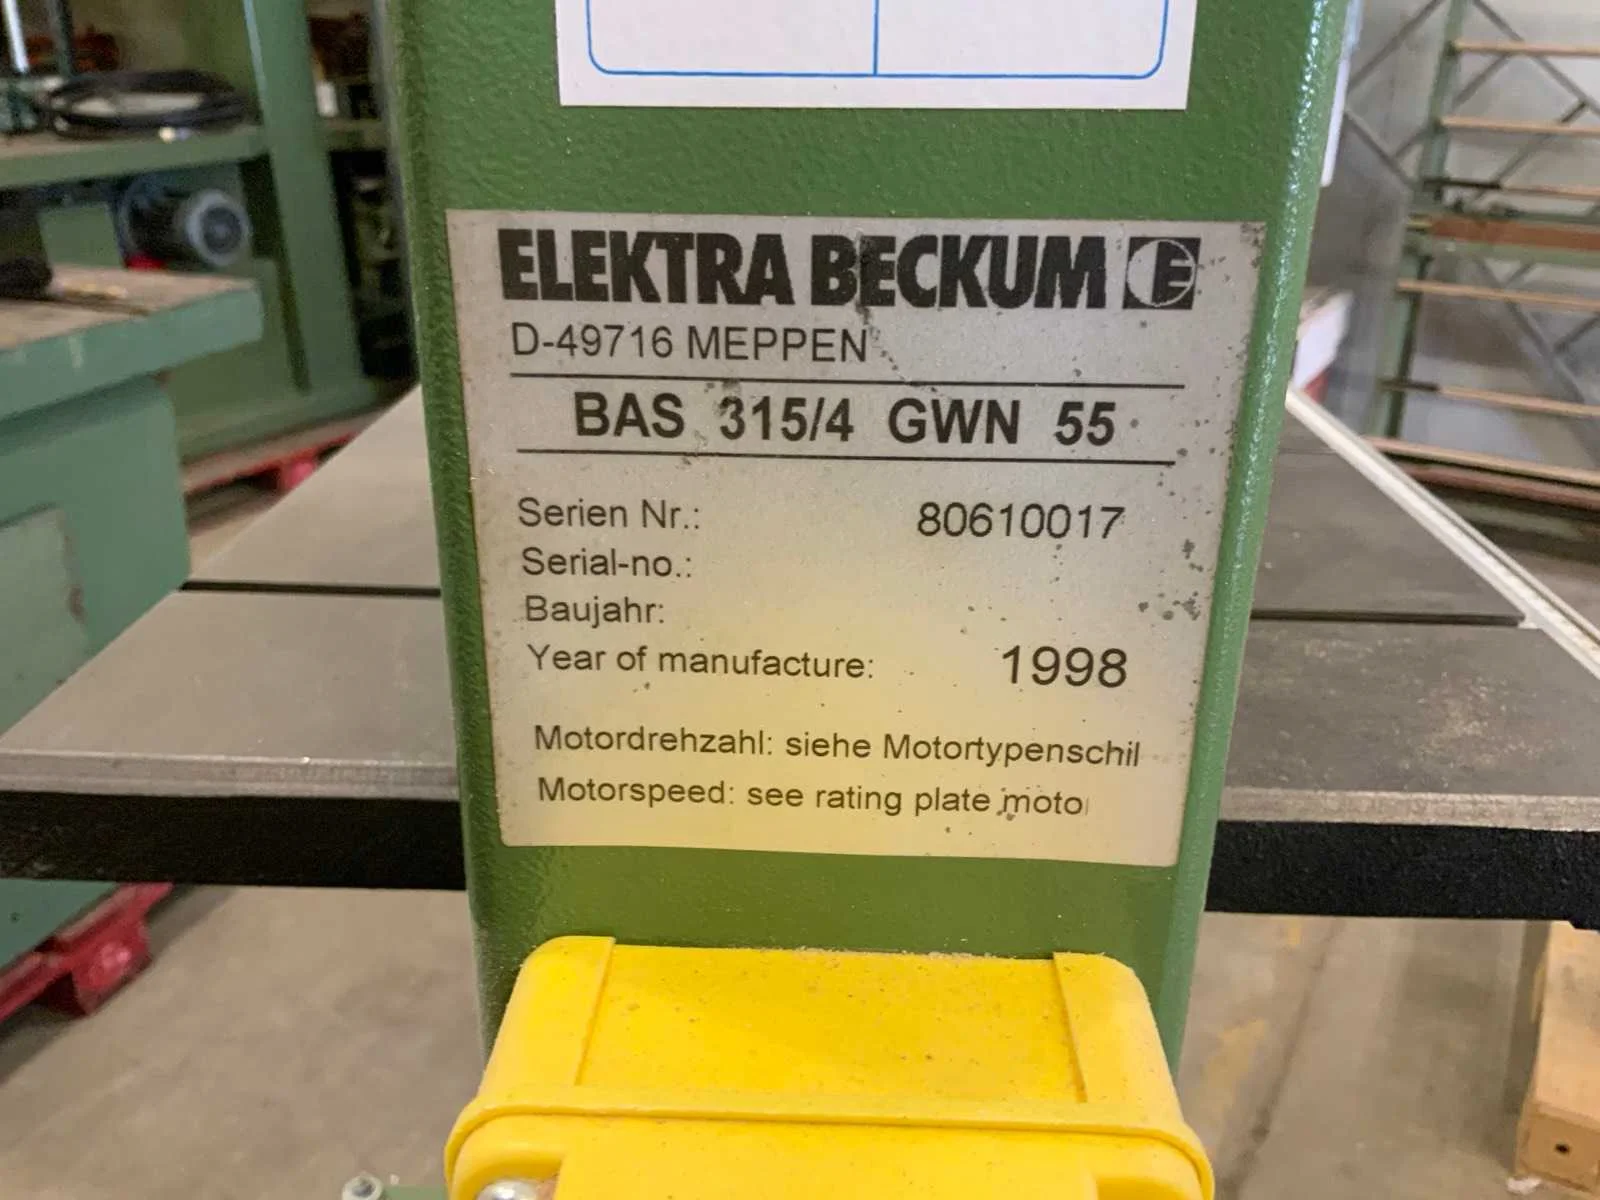 ELEKTRA BECKUM E
D-49716 MEPPEN
BAS 315/4 GWN 55
Serien Nr.: 80610017
Serial-no.:
Baujahr:
Year of manufacture: 1998
Motordrehzahl: siehe Motortypenschil
Motorspeed: see rating plate moto